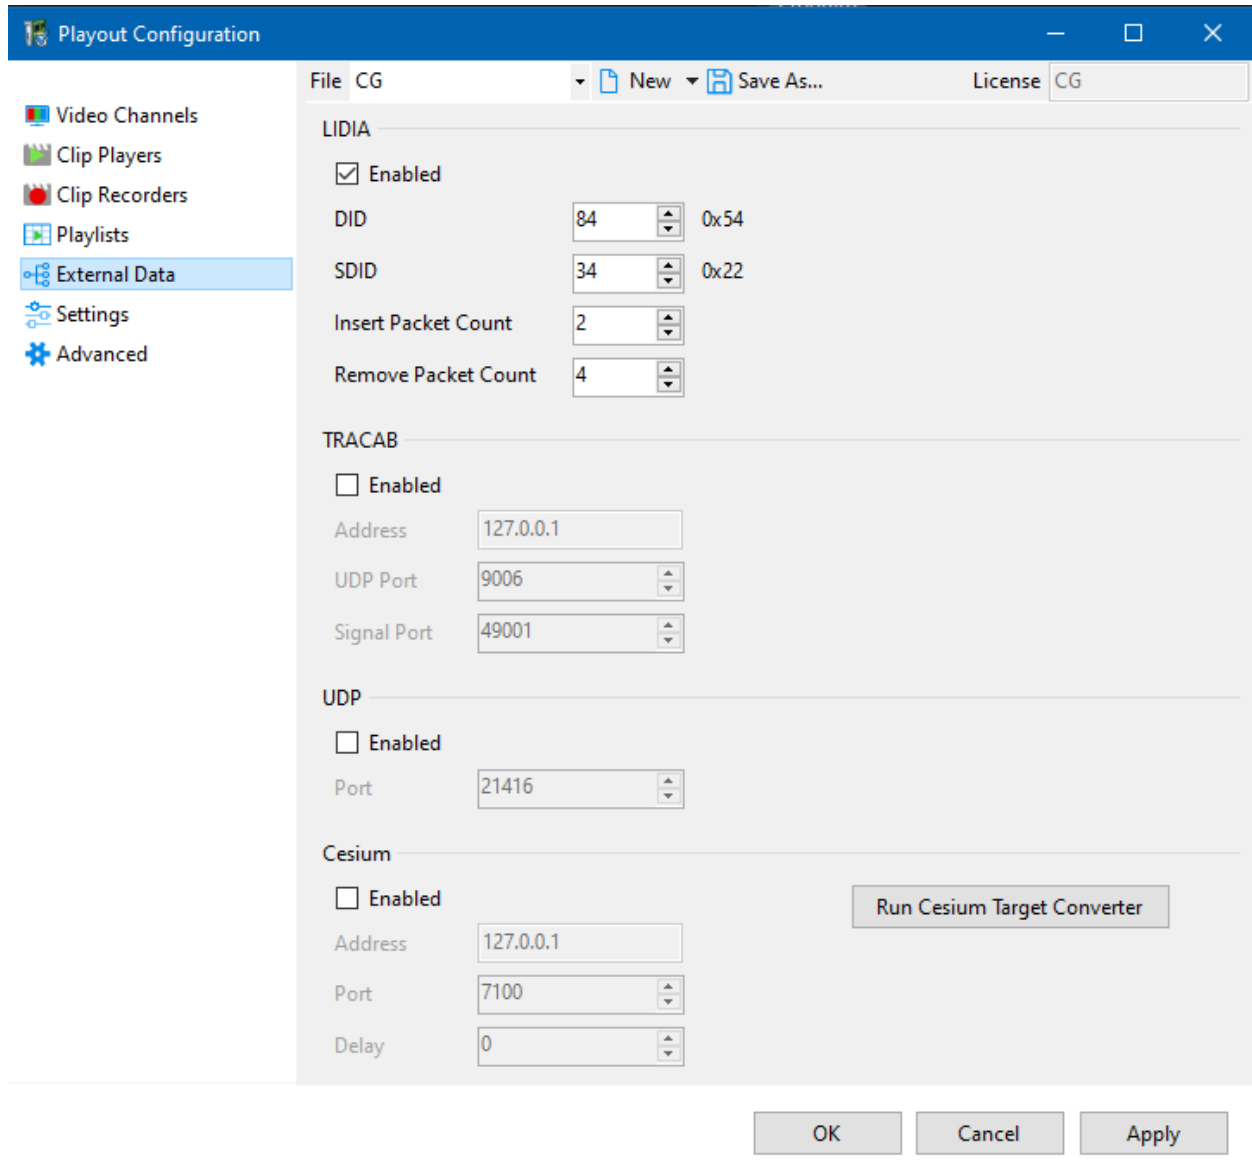 Playout Configuration
File CG New Save As... License CG
Video Channels
Clip Players
Clip Recorders
Playlists
External Data
Settings
Advanced
LIDIA
Enabled
DID 84 0x54
SDID 34 0x22
Insert Packet Count 2
Remove Packet Count 4
TRACAB
Enabled
Address 127.0.0.1
UDP Port 9006
Signal Port 49001
UDP
Enabled
Port 21416
Cesium
Enabled
Run Cesium Target Converter
Address 127.0.0.1
Port 7100
Delay 0
OK Cancel Apply